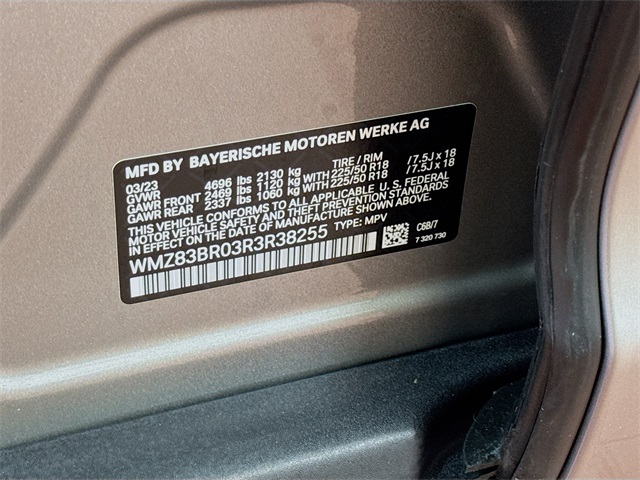 MFD BY BAYERISCHE MOTOREN WERKE AG
03/23 TIRE / RIM
GVWR 4696 lbs 2130 kg
GAWR FRONT 2469 lbs 1120 kg WITH 225/50 R18 /7.5J x 18
GAWR REAR 2337 lbs 1060 kg WITH 225/50 R18 /7.5J x 18
THIS VEHICLE CONFORMS TO ALL APPLICABLE U. S. FEDERAL
MOTOR VEHICLE SAFETY AND THEFT PREVENTION STANDARDS
IN EFFECT ON THE DATE OF MANUFACTURE SHOWN ABOVE.
WMZ83BR03R3R38255 TYPE: MPV C6B/7
7 320 730